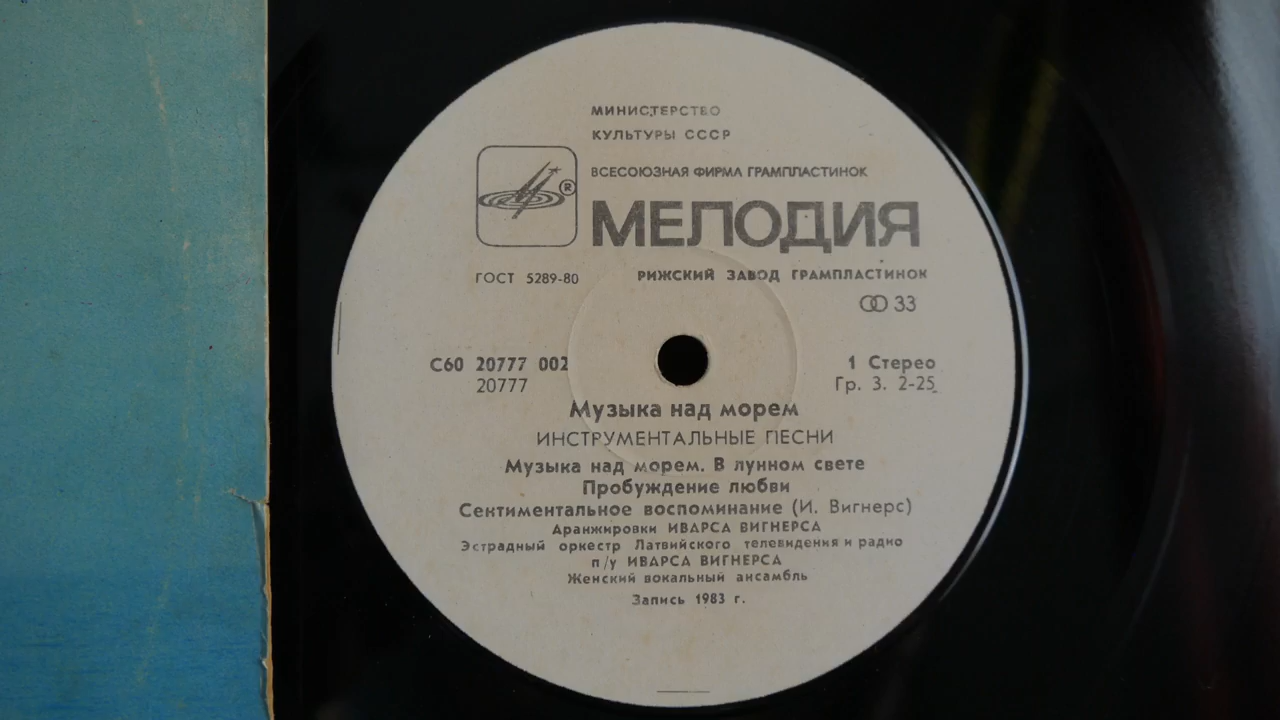 МИНИСТЕРСТВО
КУЛЬТУРЫ СССР
ВСЕСОЮЗНАЯ ФИРМА ГРАМПЛАСТИНОК
®
МЕЛОДИЯ
ГОСТ 5289-80
РИЖСКИЙ ЗАВОД ГРАМПЛАСТИНОК
33
С60 20777 002
1 Стерео
20777
Гр. 3. 2-25
Музыка над морем
ИНСТРУМЕНТАЛЬНЫЕ ПЕСНИ
Музыка над морем. В лунном свете
Пробуждение любви
Сентиментальное воспоминание (И. Вигнерс)
Аранжировки ИВАРСА ВИГНЕРСА
Эстрадный оркестр Латвийского телевидения и радио
п/у ИВАРСА ВИГНЕРСА
Женский вокальный ансамбль
Запись 1983 г.